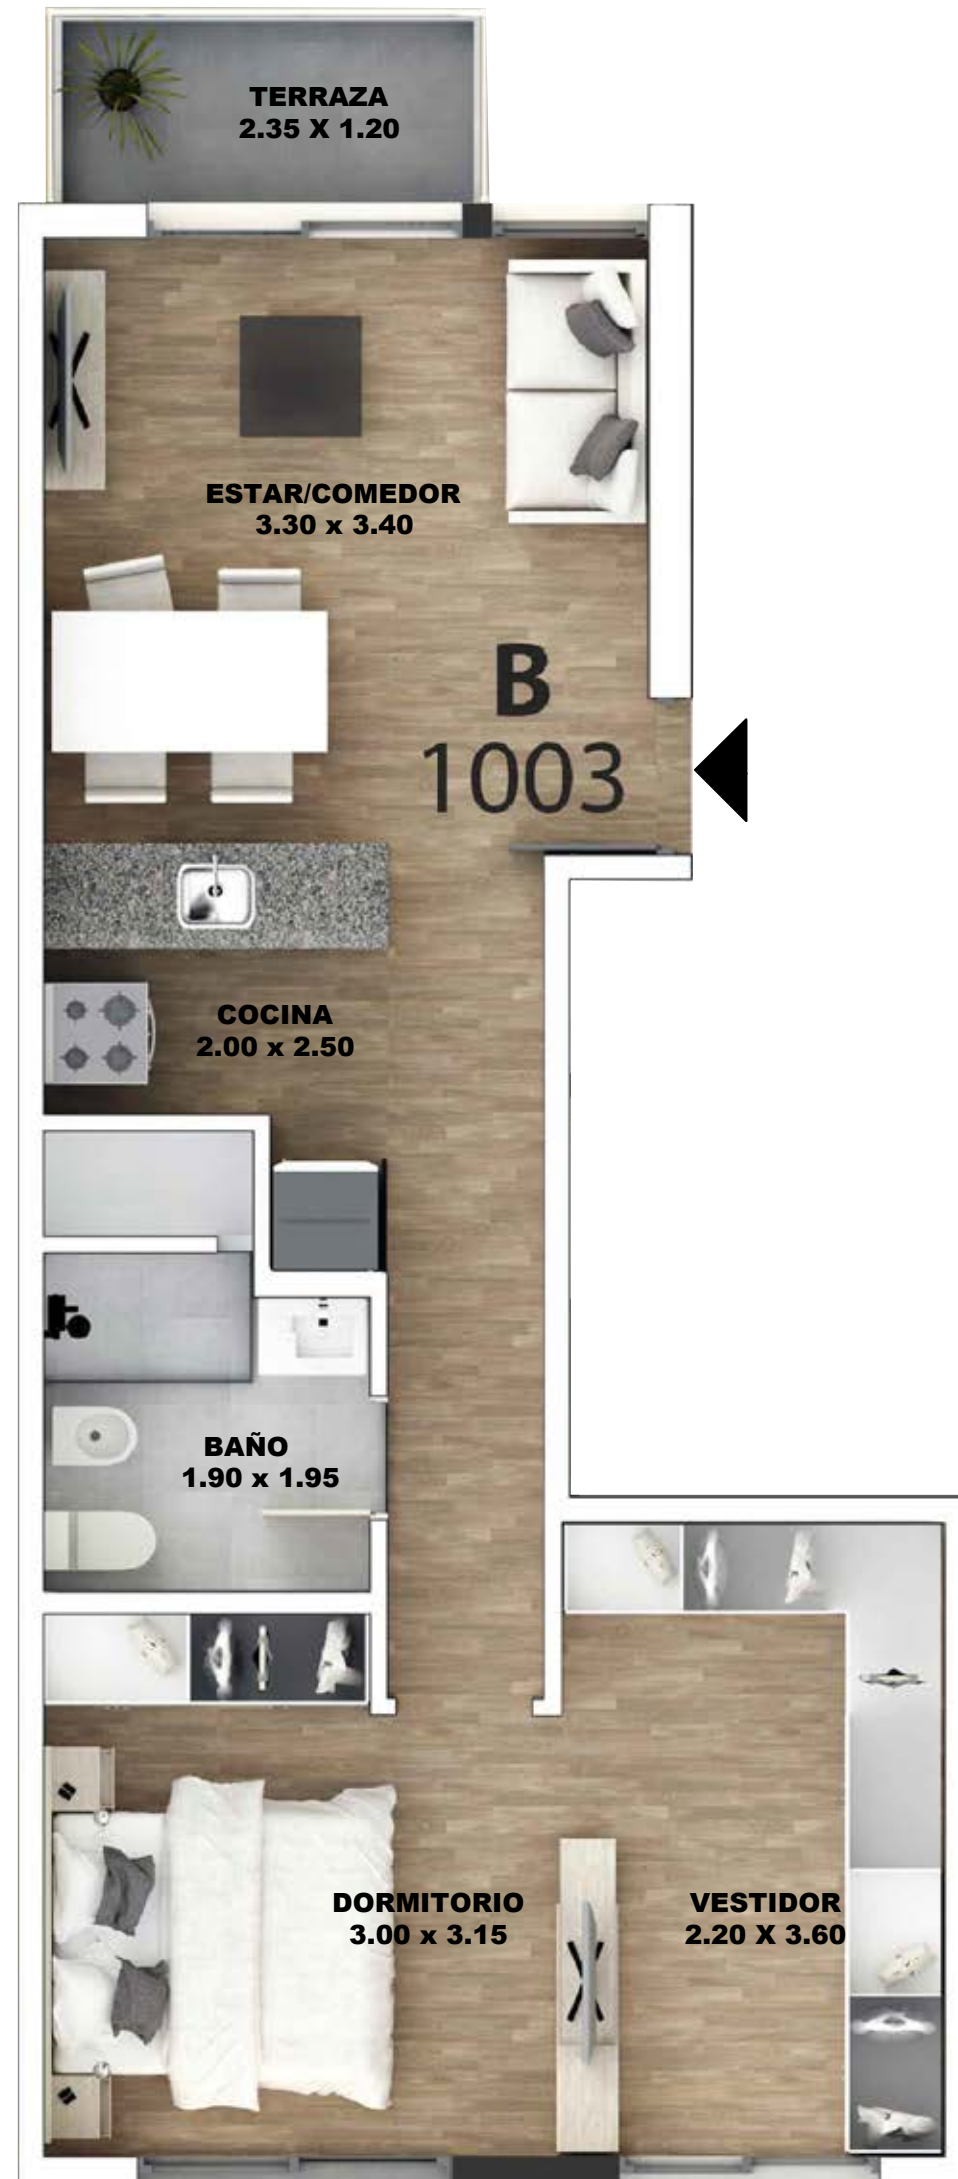 TERRAZA
2.35 X 1.20
ESTAR/COMEDOR
3.30 x 3.40
B
1003
COCINA
2.00 x 2.50
BAÑO
1.90 x 1.95
DORMITORIO
3.00 x 3.15
VESTIDOR
2.20 X 3.60